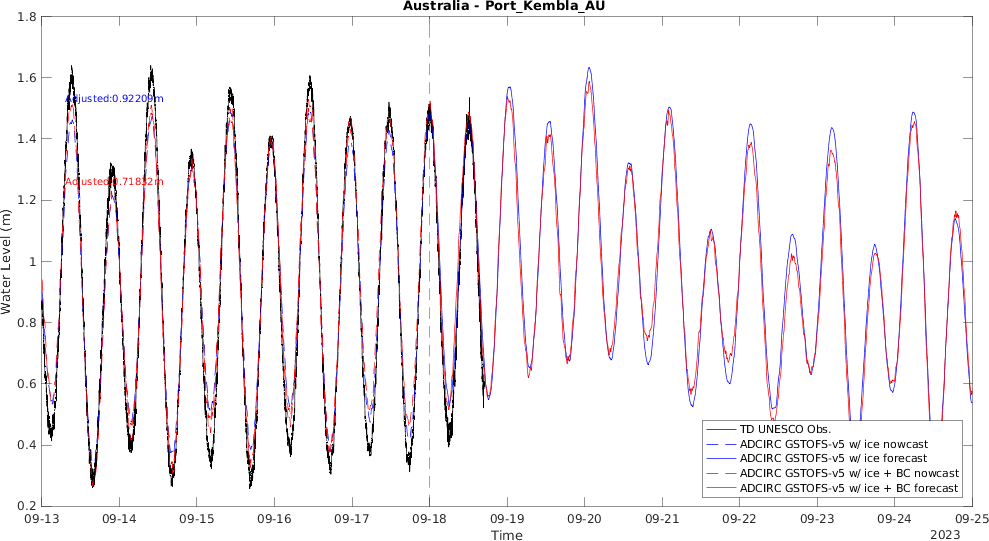 Australia - Port_Kembla_AU
1.8
1.6
1.4
1.2
1
0.8
0.6
0.4
0.2
Water Level (m)
Adjusted:0.92209m
Adjusted:0.71832m
TD UNESCO Obs.
ADCIRC GSTOFS-v5 w/ ice nowcast
ADCIRC GSTOFS-v5 w/ ice forecast
ADCIRC GSTOFS-v5 w/ ice + BC nowcast
ADCIRC GSTOFS-v5 w/ ice + BC forecast
09-13 09-14 09-15 09-16 09-17 09-18 09-19 09-20 09-21 09-22 09-23 09-24 09-25
Time
2023